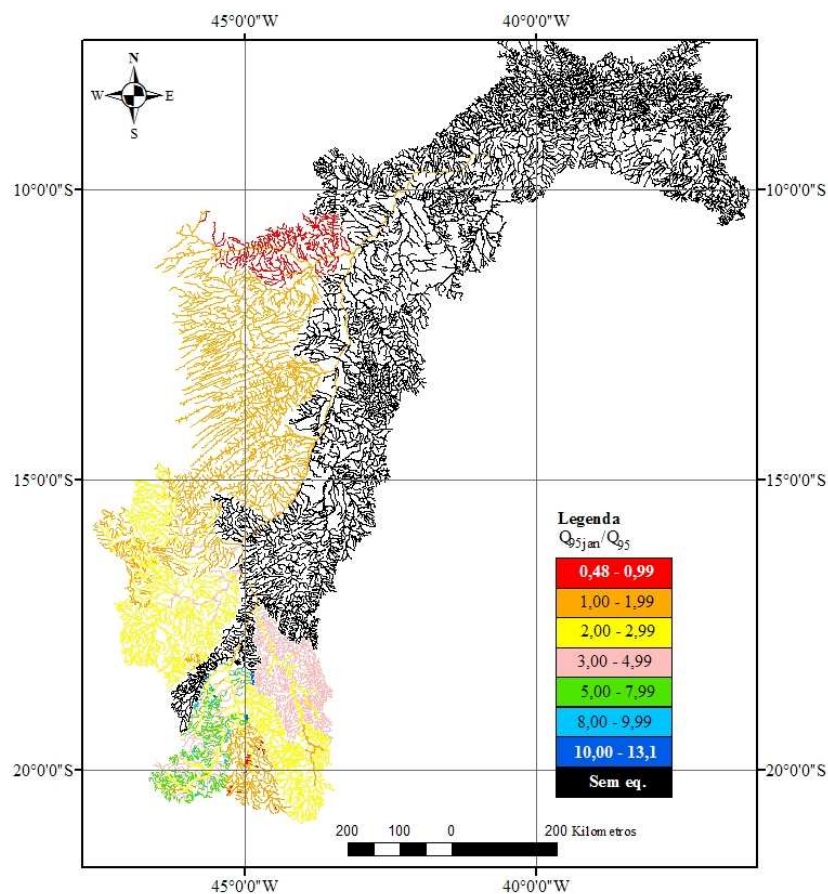 45°0'0"W 40°0'0"W
N
W E
S
10°0'0"S 10°0'0"S
15°0'0"S 15°0'0"S
Legenda
Q95jan/Q95
0,48 - 0,99
1,00 - 1,99
2,00 - 2,99
3,00 - 4,99
5,00 - 7,99
8,00 - 9,99
10,00 - 13,1
Sem eq.
20°0'0"S 20°0'0"S
200 100 0 200 Kilometros
45°0'0"W 40°0'0"W